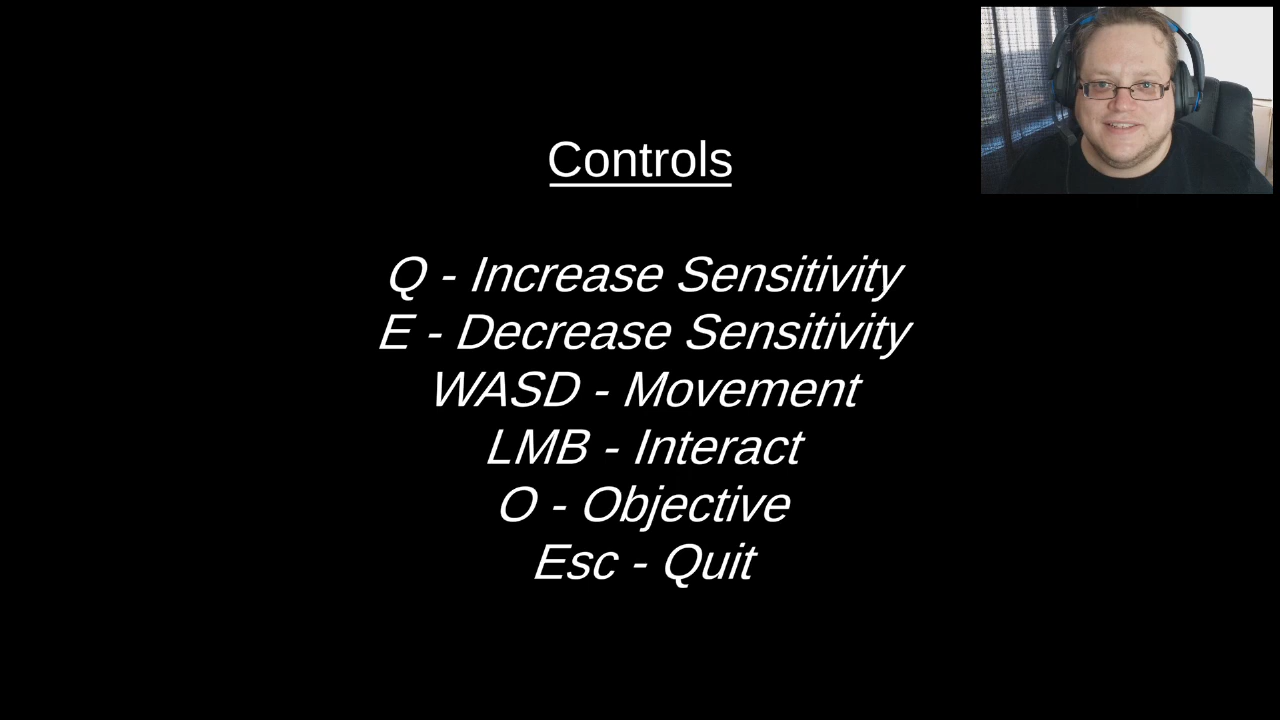 Controls
Q - Increase Sensitivity
E - Decrease Sensitivity
WASD - Movement
LMB - Interact
O - Objective
Esc - Quit